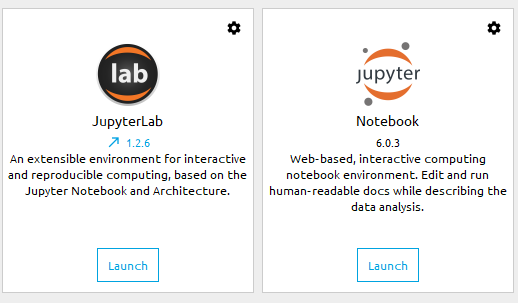 lab
JupyterLab
1.2.6
An extensible environment for interactive
and reproducible computing, based on the
Jupyter Notebook and Architecture.
Launch
jupyter
Notebook
6.0.3
Web-based, interactive computing
notebook environment. Edit and run
human-readable docs while describing the
data analysis.
Launch